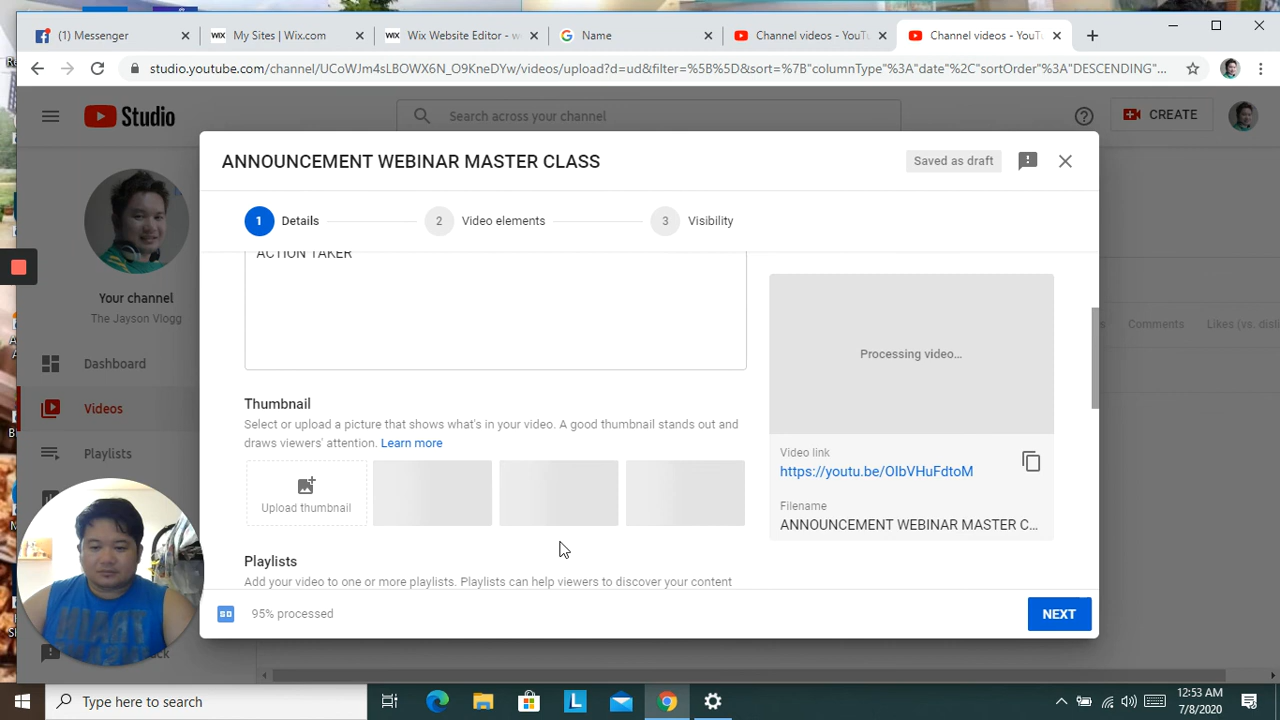 (1) Messenger
My Sites | Wix.com
Wix Website Editor - w
Name
Channel videos - YouTu
Channel videos - YouTu
studio.youtube.com/channel/UCoWJm4sLBOWX6N_O9KneDYw/videos/upload?d=ud&filter=%5B%5D&sort=%7B"columnType"%3A"date"%2C"sortOrder"%3A"DESCENDING"...
Studio
Search across your channel
CREATE
ANNOUNCEMENT WEBINAR MASTER CLASS
Saved as draft
1 Details
2 Video elements
3 Visibility
ACTION TAKER
Your channel
The Jayson Vlogg
Dashboard
Videos
Playlists
Comments
Likes (vs. disl
Processing video...
Thumbnail
Select or upload a picture that shows what's in your video. A good thumbnail stands out and
draws viewers' attention. Learn more
Upload thumbnail
Video link
https://youtu.be/OIbVHuFdtoM
Filename
ANNOUNCEMENT WEBINAR MASTER C...
Playlists
Add your video to one or more playlists. Playlists can help viewers to discover your content
SD 95% processed
NEXT
Type here to search
12:53 AM
7/8/2020